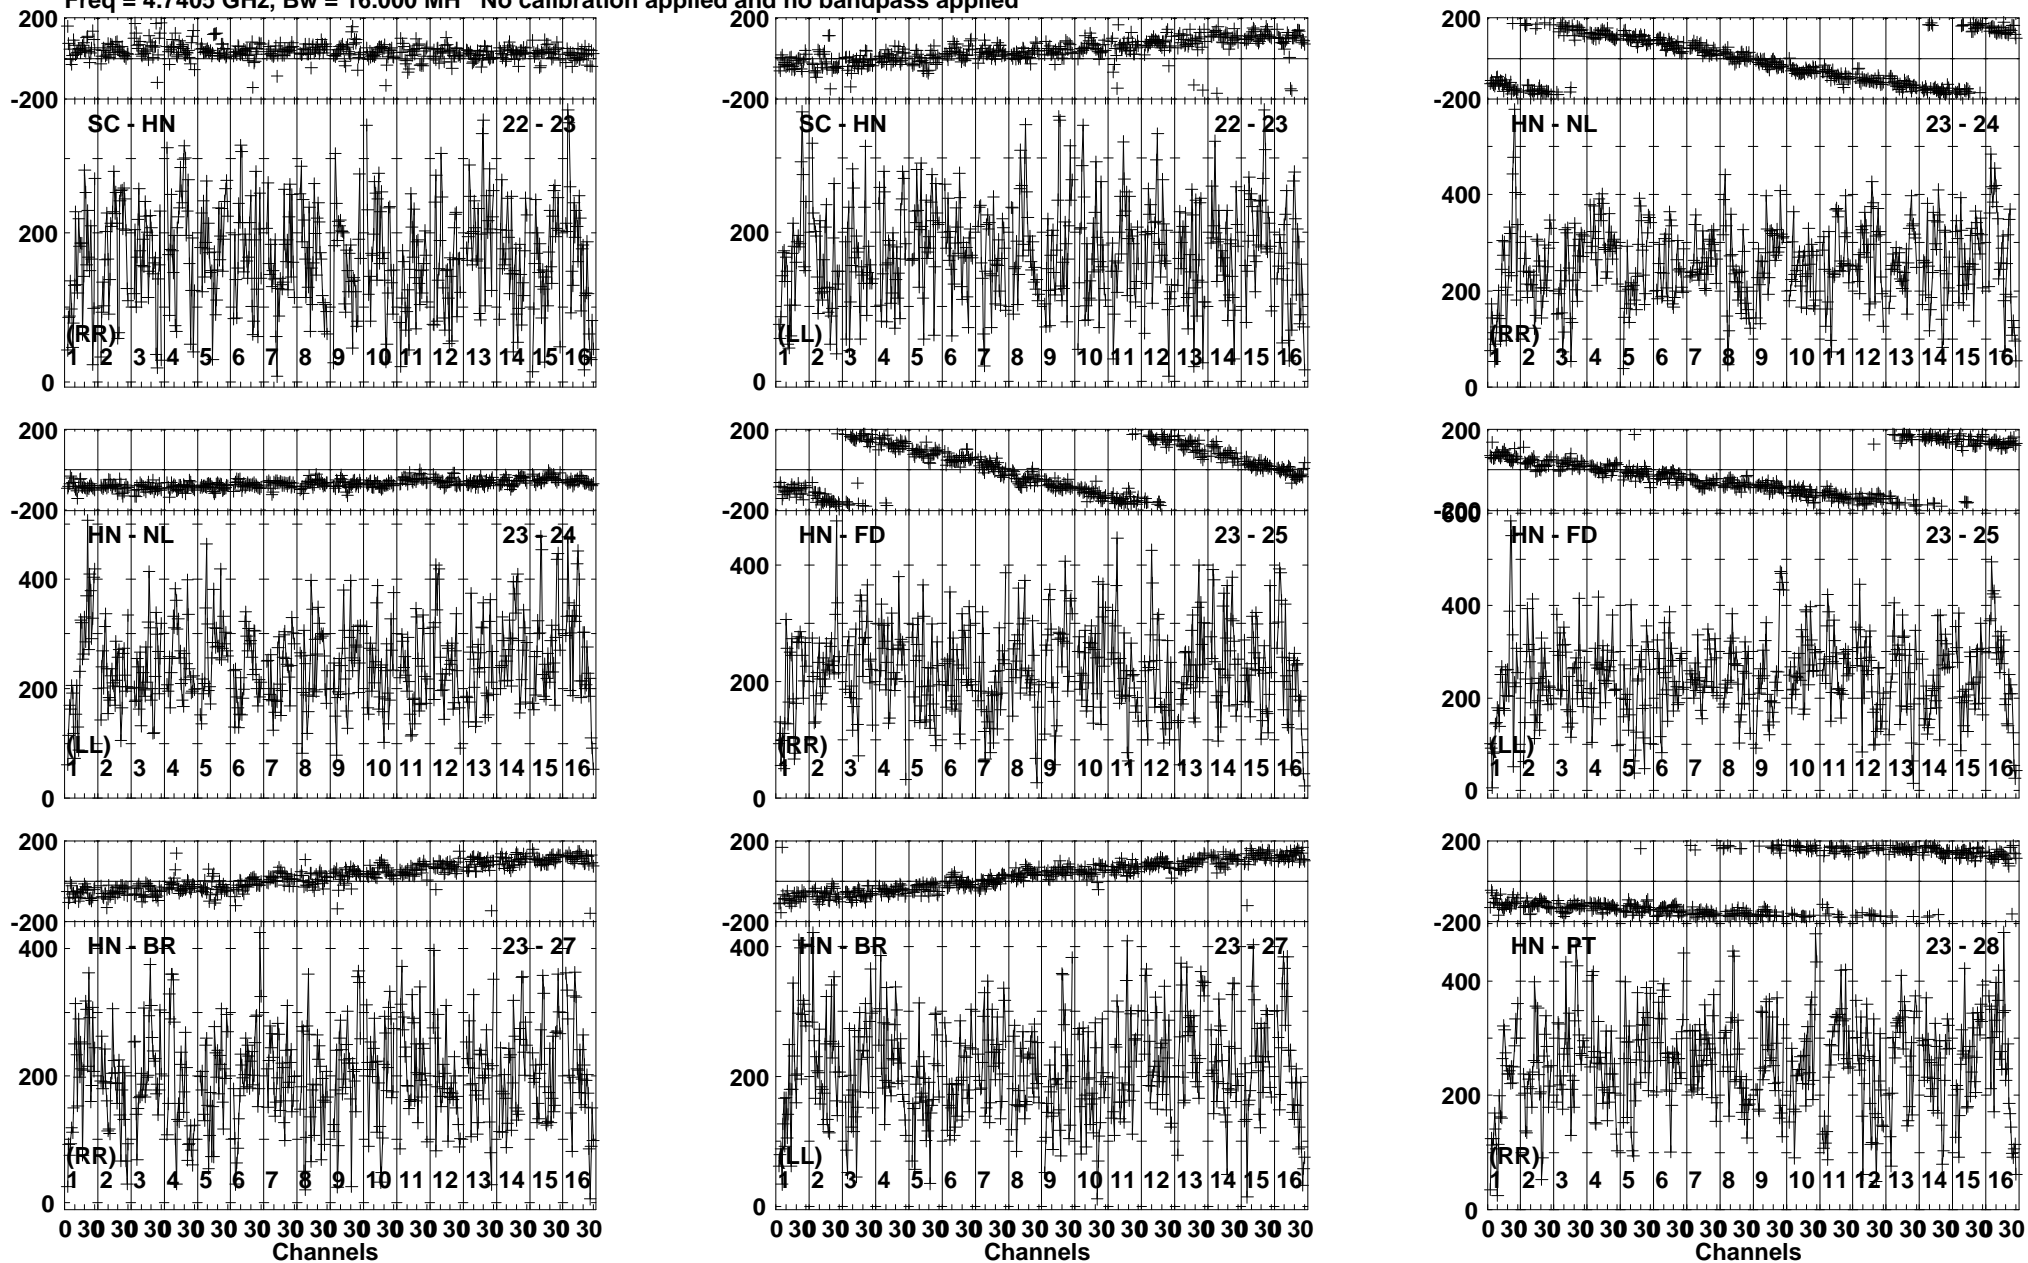 Freq = 4.7405 GHz, Bw = 16.000 MH No calibration applied and no bandpass applied
200 200 200
-200 -200 -200
SC - HN 22 - 23 SC - HN 22 - 23 HN - NL 23 - 24
400
200 200 200
(RR) (LL) (RR)
1 2 3 4 5 6 7 8 9 10 11 12 13 14 15 16 1 2 3 4 5 6 7 8 9 10 11 12 13 14 15 16 1 2 3 4 5 6 7 8 9 10 11 12 13 14 15 16
0 0 0
200 200 200
-200 -200 -200
600
HN - NL 23 - 24 HN - FD 23 - 25 HN - FD 23 - 25
400 400 400
200 200 200
(LL) (RR) (LL)
1 2 3 4 5 6 7 8 9 10 11 12 13 14 15 16 1 2 3 4 5 6 7 8 9 10 11 12 13 14 15 16 1 2 3 4 5 6 7 8 9 10 11 12 13 14 15 16
0 0 0
200 200 200
-200 -200 -200
HN - BR 23 - 27 HN - BR 23 - 27 HN - PT 23 - 28
400 400 400
200 200 200
(RR) (LL) (RR)
1 2 3 4 5 6 7 8 9 10 11 12 13 14 15 16 1 2 3 4 5 6 7 8 9 10 11 12 13 14 15 16 1 2 3 4 5 6 7 8 9 10 11 12 13 14 15 16
0 0 0
0 30 30 30 30 30 30 30 30 30 30 30 30 30 30 30 30 0 30 30 30 30 30 30 30 30 30 30 30 30 30 30 30 30 0 30 30 30 30 30 30 30 30 30 30 30 30 30 30 30 30
Channels Channels Channels